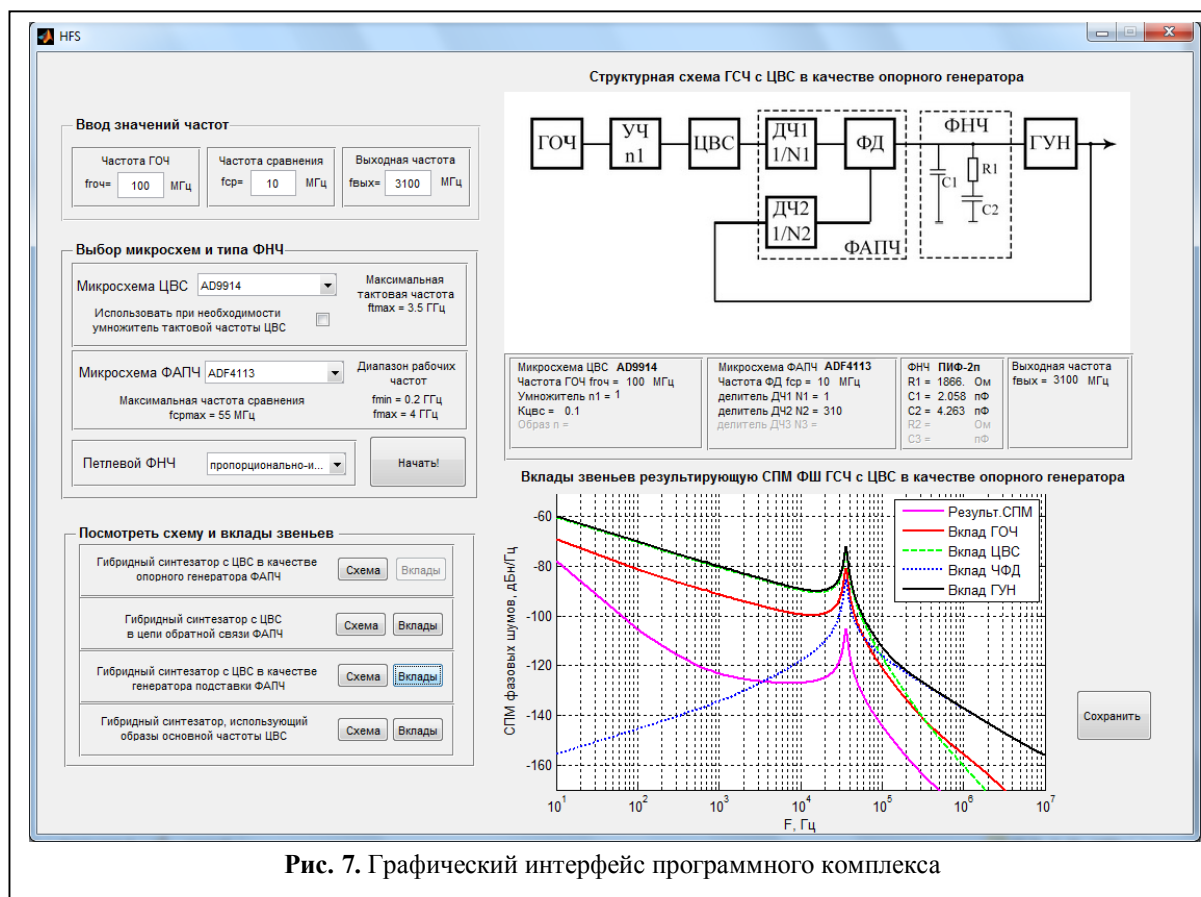 HFS
Ввод значений частот
Частота ГОЧ
fгоч= 100 МГц
Частота сравнения
fср= 10 МГц
Выходная частота
fвых= 3100 МГц
Выбор микросхем и типа ФНЧ
Микросхема ЦВС AD9914
Использовать при необходимости
умножитель тактовой частоты ЦВС
Максимальная
тактовая частота
ftmax = 3.5 ГГц
Микросхема ФАПЧ ADF4113
Максимальная частота сравнения
fcpmax = 55 МГц
Диапазон рабочих
частот
fmin = 0.2 ГГц
fmax = 4 ГГц
Петлевой ФНЧ пропорционально-и...
Начать!
Посмотреть схему и вклады звеньев
Гибридный синтезатор с ЦВС в качестве
опорного генератора ФАПЧ
Схема Вклады
Гибридный синтезатор с ЦВС
в цепи обратной связи ФАПЧ
Схема Вклады
Гибридный синтезатор с ЦВС в качестве
генератора подставки ФАПЧ
Схема Вклады
Гибридный синтезатор, использующий
образы основной частоты ЦВС
Схема Вклады
Структурная схема ГСЧ с ЦВС в качестве опорного генератора
ГОЧ
УЧ
n1
ЦВС
ДЧ1
1/N1
ФД
ФНЧ
C1
R1
C2
ГУН
ДЧ2
1/N2
ФАПЧ
Микросхема ЦВС AD9914
Частота ГОЧ fгоч = 100 МГц
Умножитель n1 = 1
Кцвс = 0.1
Образ n =
Микросхема ФАПЧ ADF4113
Частота ФД fср = 10 МГц
делитель ДЧ1 N1 = 1
делитель ДЧ2 N2 = 310
делитель ДЧ3 N3 =
ФНЧ ПИФ-2п
R1 = 1866. Ом
C1 = 2.058 пФ
C2 = 4.263 пФ
R2 = Ом
C3 = пФ
Выходная частота
fвых = 3100 МГц
Вклады звеньев результирующую СПМ ФШ ГСЧ с ЦВС в качестве опорного генератора
СПМ фазовых шумов, дБн/Гц
-60
-80
-100
-120
-140
-160
Результ.СПМ
Вклад ГОЧ
Вклад ЦВС
Вклад ЧФД
Вклад ГУН
10¹ 10² 10³ 10⁴ 10⁵ 10⁶ 10⁷
F, Гц
Сохранить
Рис. 7. Графический интерфейс программного комплекса